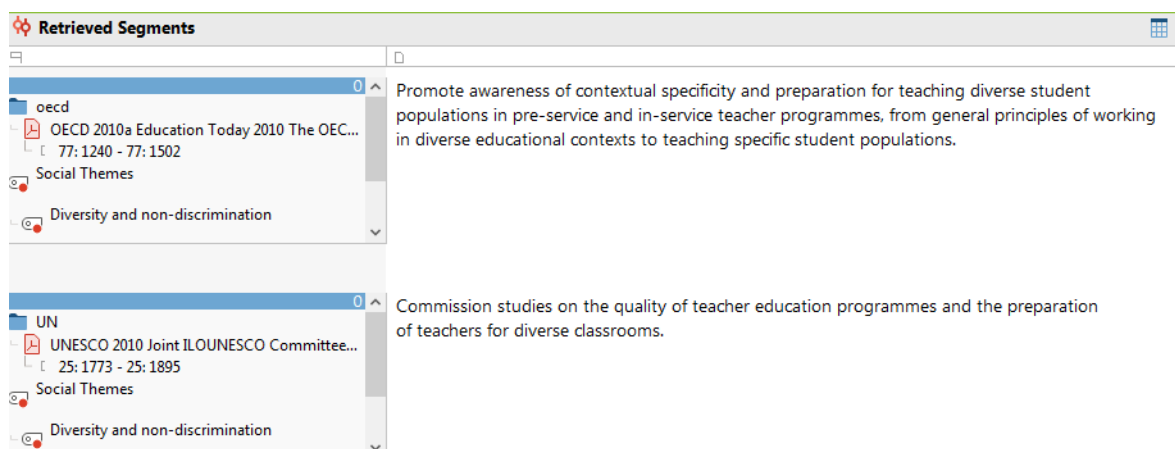 Retrieved Segments
0
oecd
OECD 2010a Education Today 2010 The OEC...
77: 1240 - 77: 1502
Social Themes
Diversity and non-discrimination
Promote awareness of contextual specificity and preparation for teaching diverse student
populations in pre-service and in-service teacher programmes, from general principles of working
in diverse educational contexts to teaching specific student populations.
0
UN
UNESCO 2010 Joint ILOUNESCO Committee...
25: 1773 - 25: 1895
Social Themes
Diversity and non-discrimination
Commission studies on the quality of teacher education programmes and the preparation
of teachers for diverse classrooms.